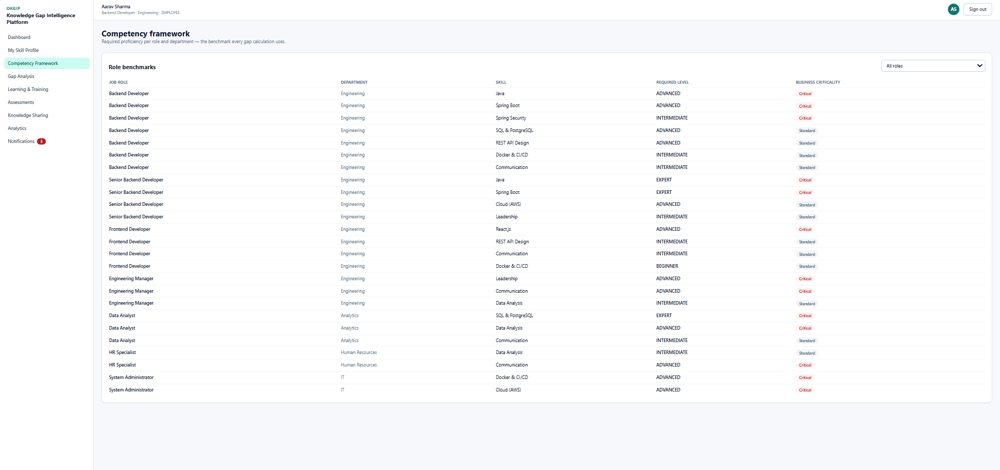 OKGIP
Knowledge Gap Intelligence
Platform
Dashboard
My Skill Profile
Competency Framework
Gap Analysis
Learning & Training
Assessments
Knowledge Sharing
Analytics
Notifications 3
Aarav Sharma
Backend Developer · Engineering · EMPLOYEE
AS
Sign out
Competency framework
Required proficiency per role and department — the benchmark every gap calculation uses.
Role benchmarks
All roles
JOB ROLE DEPARTMENT SKILL REQUIRED LEVEL BUSINESS CRITICALITY
Backend Developer Engineering Java ADVANCED Critical
Backend Developer Engineering Spring Boot ADVANCED Critical
Backend Developer Engineering Spring Security INTERMEDIATE Critical
Backend Developer Engineering SQL & PostgreSQL ADVANCED Standard
Backend Developer Engineering REST API Design ADVANCED Standard
Backend Developer Engineering Docker & CI/CD INTERMEDIATE Standard
Backend Developer Engineering Communication INTERMEDIATE Standard
Senior Backend Developer Engineering Java EXPERT Critical
Senior Backend Developer Engineering Spring Boot EXPERT Critical
Senior Backend Developer Engineering Cloud (AWS) ADVANCED Standard
Senior Backend Developer Engineering Leadership INTERMEDIATE Standard
Frontend Developer Engineering React.js ADVANCED Critical
Frontend Developer Engineering REST API Design INTERMEDIATE Standard
Frontend Developer Engineering Communication INTERMEDIATE Standard
Frontend Developer Engineering Docker & CI/CD BEGINNER Standard
Engineering Manager Engineering Leadership ADVANCED Critical
Engineering Manager Engineering Communication ADVANCED Critical
Engineering Manager Engineering Data Analysis INTERMEDIATE Standard
Data Analyst Analytics SQL & PostgreSQL EXPERT Critical
Data Analyst Analytics Data Analysis ADVANCED Critical
Data Analyst Analytics Communication INTERMEDIATE Standard
HR Specialist Human Resources Data Analysis INTERMEDIATE Standard
HR Specialist Human Resources Communication ADVANCED Critical
System Administrator IT Docker & CI/CD ADVANCED Critical
System Administrator IT Cloud (AWS) ADVANCED Critical